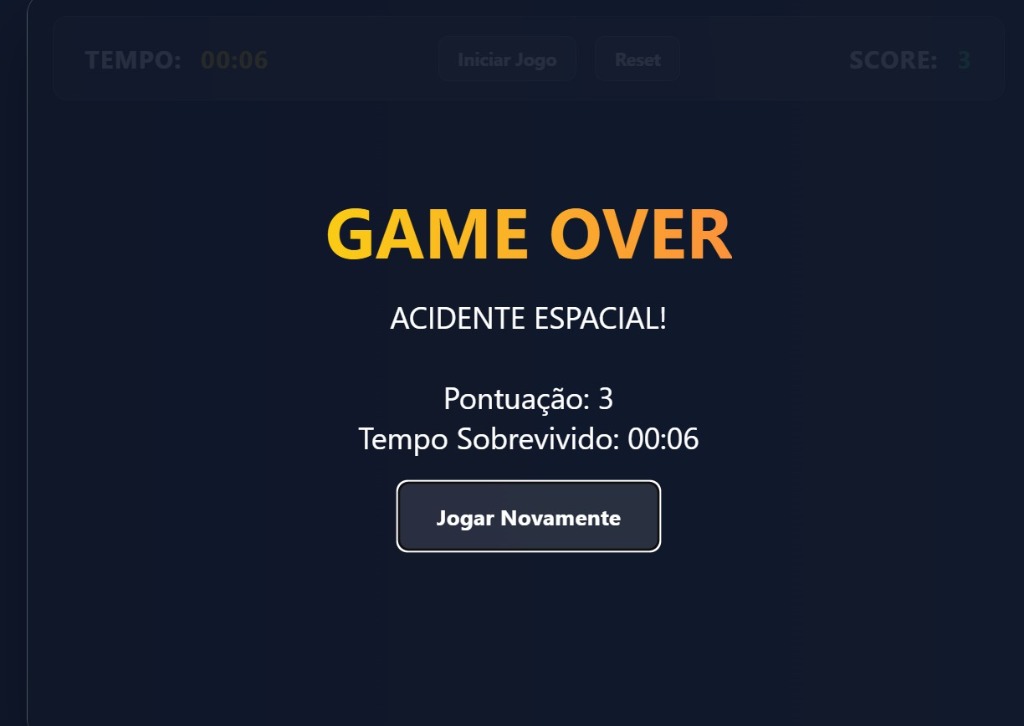 TEMPO: 00:06 Iniciar Jogo Reset SCORE: 3
GAME OVER
ACIDENTE ESPACIAL!
Pontuação: 3
Tempo Sobrevivido: 00:06
Jogar Novamente